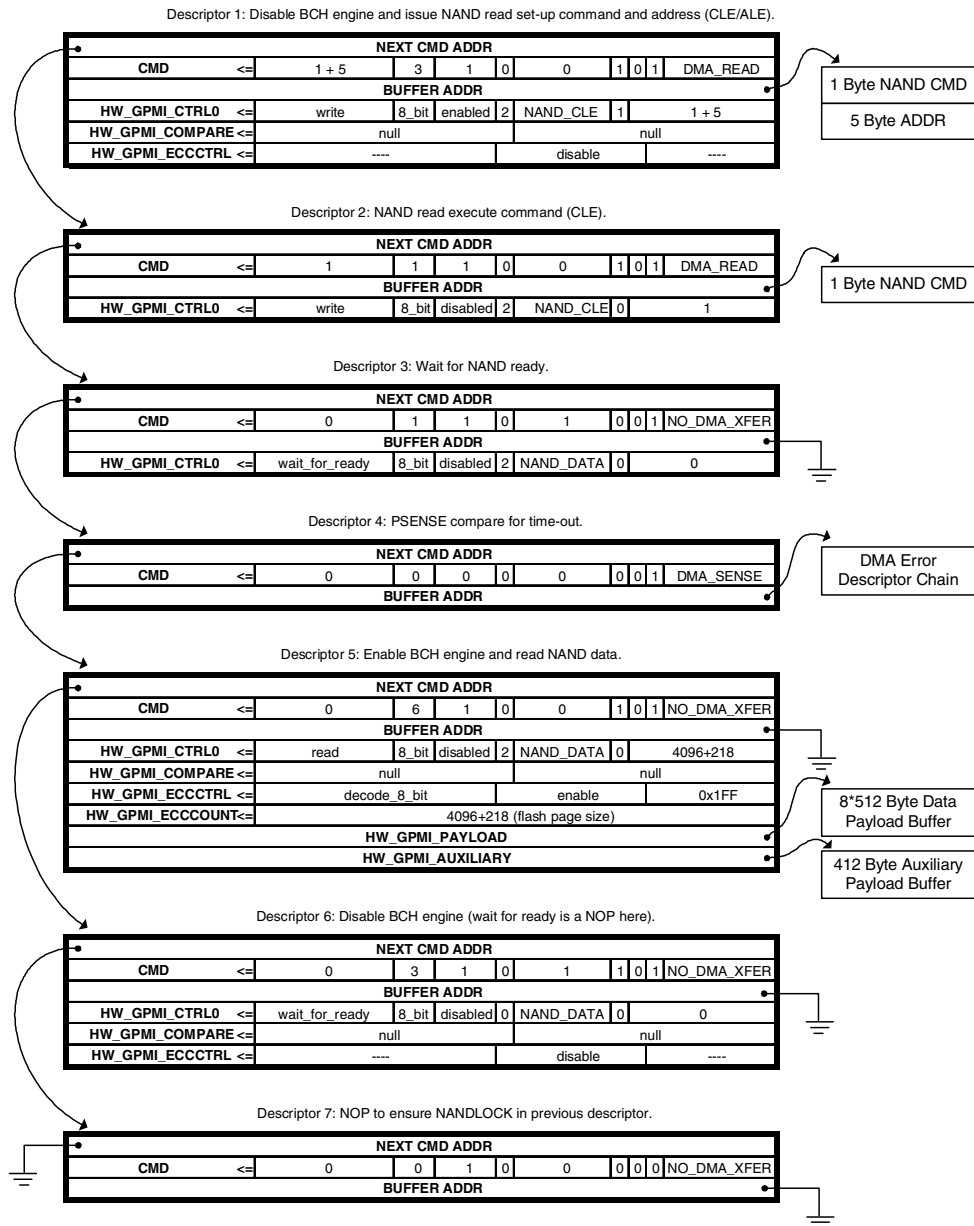 Descriptor 1: Disable BCH engine and issue NAND read set-up command and address (CLE/ALE).
NEXT CMD ADDR
CMD <= 1 + 5 3 1 0 0 1 0 1 DMA_READ
BUFFER ADDR
HW_GPMI_CTRL0 <= write 8_bit enabled 2 NAND_CLE 1 1 + 5
HW_GPMI_COMPARE <= null null
HW_GPMI_ECCCTRL <= ---- disable ----
1 Byte NAND CMD
5 Byte ADDR
Descriptor 2: NAND read execute command (CLE).
NEXT CMD ADDR
CMD <= 1 1 1 0 0 1 0 1 DMA_READ
BUFFER ADDR
HW_GPMI_CTRL0 <= write 8_bit disabled 2 NAND_CLE 0 1
1 Byte NAND CMD
Descriptor 3: Wait for NAND ready.
NEXT CMD ADDR
CMD <= 0 1 1 0 1 0 0 1 NO_DMA_XFER
BUFFER ADDR
HW_GPMI_CTRL0 <= wait_for_ready 8_bit disabled 2 NAND_DATA 0 0
Descriptor 4: PSENSE compare for time-out.
NEXT CMD ADDR
CMD <= 0 0 0 0 0 0 0 1 DMA_SENSE
BUFFER ADDR
DMA Error
Descriptor Chain
Descriptor 5: Enable BCH engine and read NAND data.
NEXT CMD ADDR
CMD <= 0 6 1 0 0 1 0 1 NO_DMA_XFER
BUFFER ADDR
HW_GPMI_CTRL0 <= read 8_bit disabled 2 NAND_DATA 0 4096+218
HW_GPMI_COMPARE <= null null
HW_GPMI_ECCCTRL <= decode_8_bit enable 0x1FF
HW_GPMI_ECCCOUNT<= 4096+218 (flash page size)
HW_GPMI_PAYLOAD
HW_GPMI_AUXILIARY
8*512 Byte Data
Payload Buffer
412 Byte Auxiliary
Payload Buffer
Descriptor 6: Disable BCH engine (wait for ready is a NOP here).
NEXT CMD ADDR
CMD <= 0 3 1 0 1 1 0 1 NO_DMA_XFER
BUFFER ADDR
HW_GPMI_CTRL0 <= wait_for_ready 8_bit disabled 0 NAND_DATA 0 0
HW_GPMI_COMPARE <= null null
HW_GPMI_ECCCTRL <= ---- disable ----
Descriptor 7: NOP to ensure NANDLOCK in previous descriptor.
NEXT CMD ADDR
CMD <= 0 0 1 0 0 0 0 0 NO_DMA_XFER
BUFFER ADDR